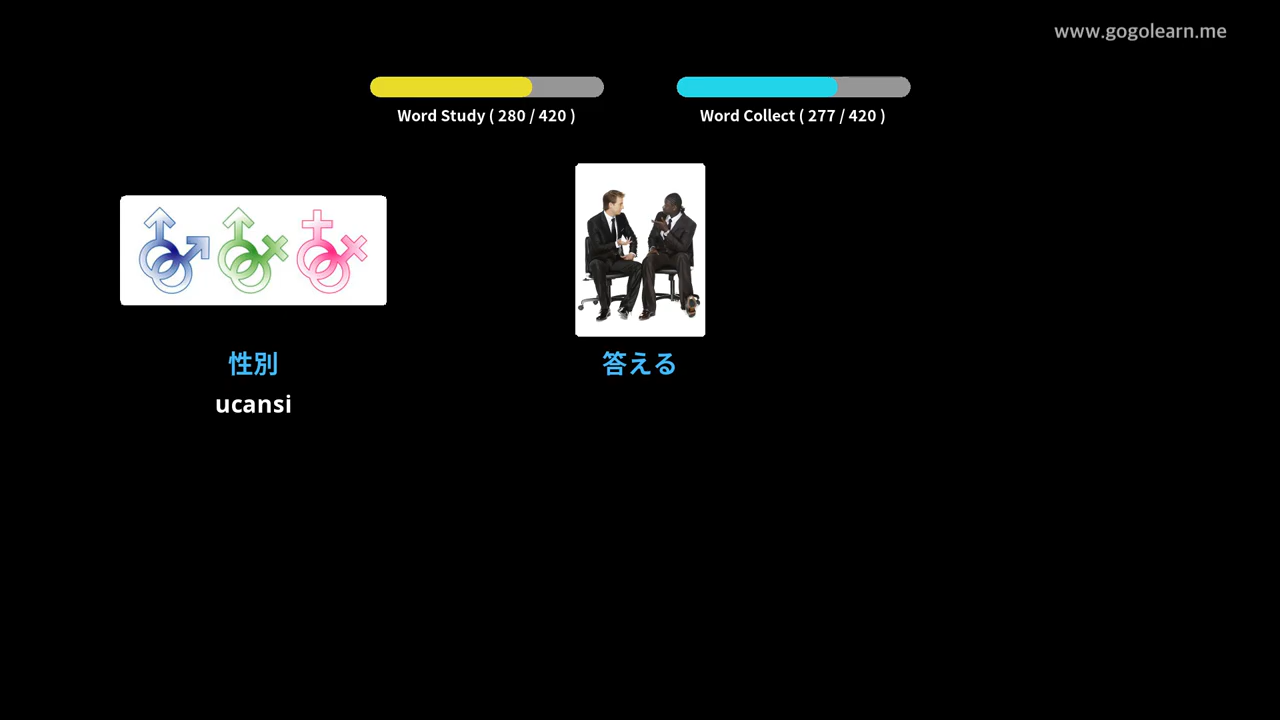 www.gogolearn.me
Word Study ( 280 / 420 )
Word Collect ( 277 / 420 )
性別
ucansi
答える